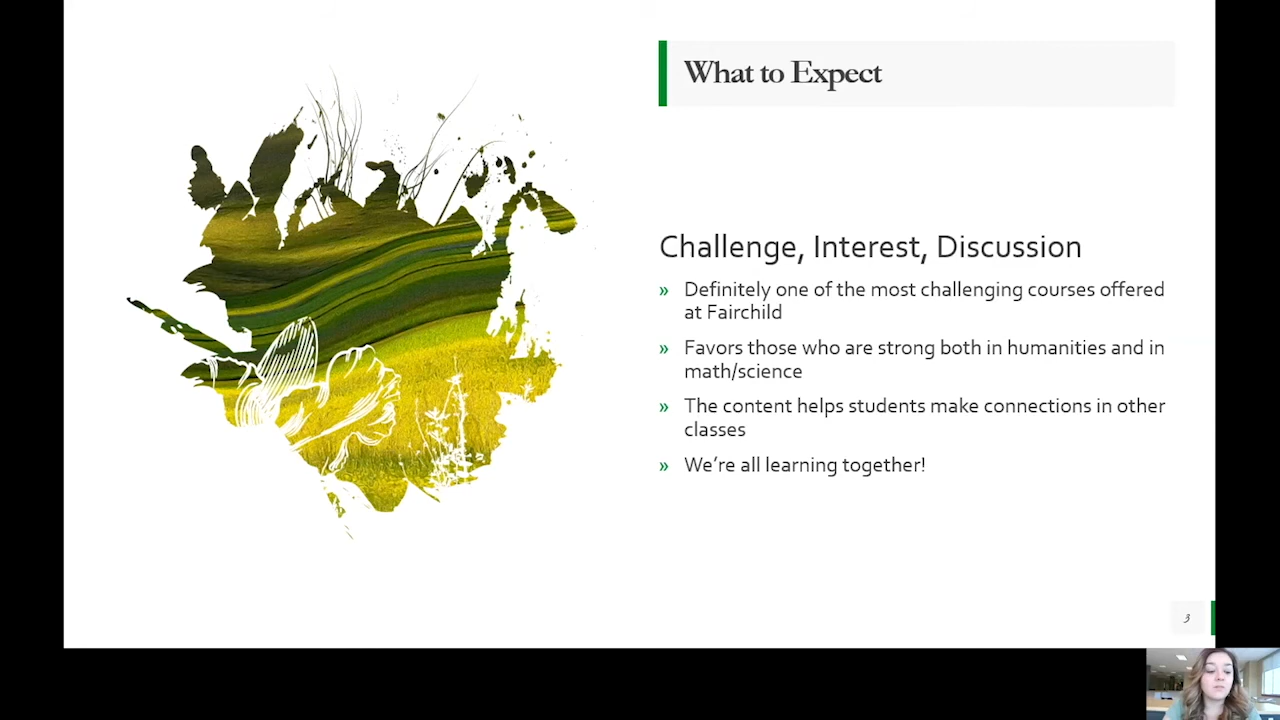 What to Expect
Challenge, Interest, Discussion
» Definitely one of the most challenging courses offered
at Fairchild
» Favors those who are strong both in humanities and in
math/science
» The content helps students make connections in other
classes
» We're all learning together!
3